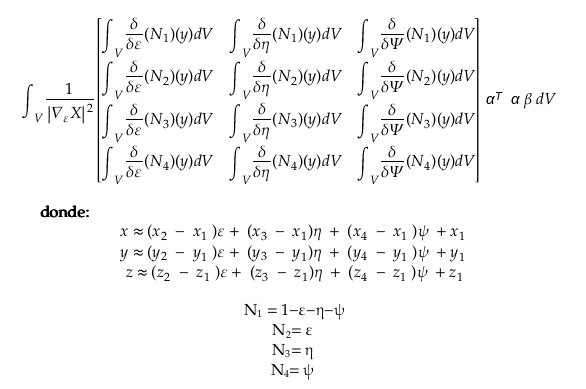 ∫_V 1/|∇_ε X|² [ ∫_V δ/δε (N₁)(y)dV ∫_V δ/δη (N₁)(y)dV ∫_V δ/δΨ (N₁)(y)dV
∫_V δ/δε (N₂)(y)dV ∫_V δ/δη (N₂)(y)dV ∫_V δ/δΨ (N₂)(y)dV
∫_V δ/δε (N₃)(y)dV ∫_V δ/δη (N₃)(y)dV ∫_V δ/δΨ (N₃)(y)dV
∫_V δ/δε (N₄)(y)dV ∫_V δ/δη (N₄)(y)dV ∫_V δ/δΨ (N₄)(y)dV ] αᵀ α β dV
donde:
x ≈ (x₂ − x₁ )ε + (x₃ − x₁)η + (x₄ − x₁ )ψ + x₁
y ≈ (y₂ − y₁ )ε + (y₃ − y₁)η + (y₄ − y₁ )ψ + y₁
z ≈ (z₂ − z₁ )ε + (z₃ − z₁)η + (z₄ − z₁ )ψ + z₁
N₁ = 1−ε−η−ψ
N₂= ε
N₃= η
N₄= ψ